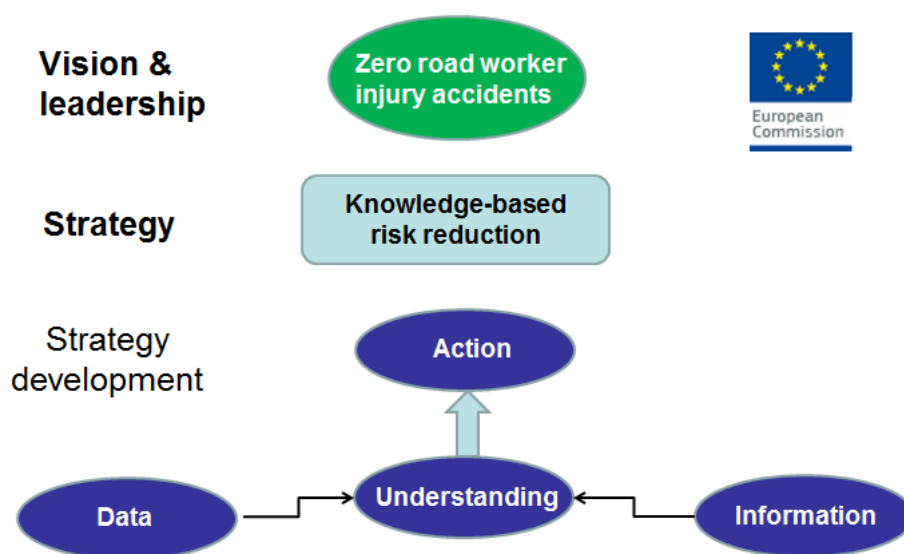 Vision &
leadership
Zero road worker
injury accidents
European
Commission
Strategy
Knowledge-based
risk reduction
Strategy
development
Action
Data
Understanding
Information